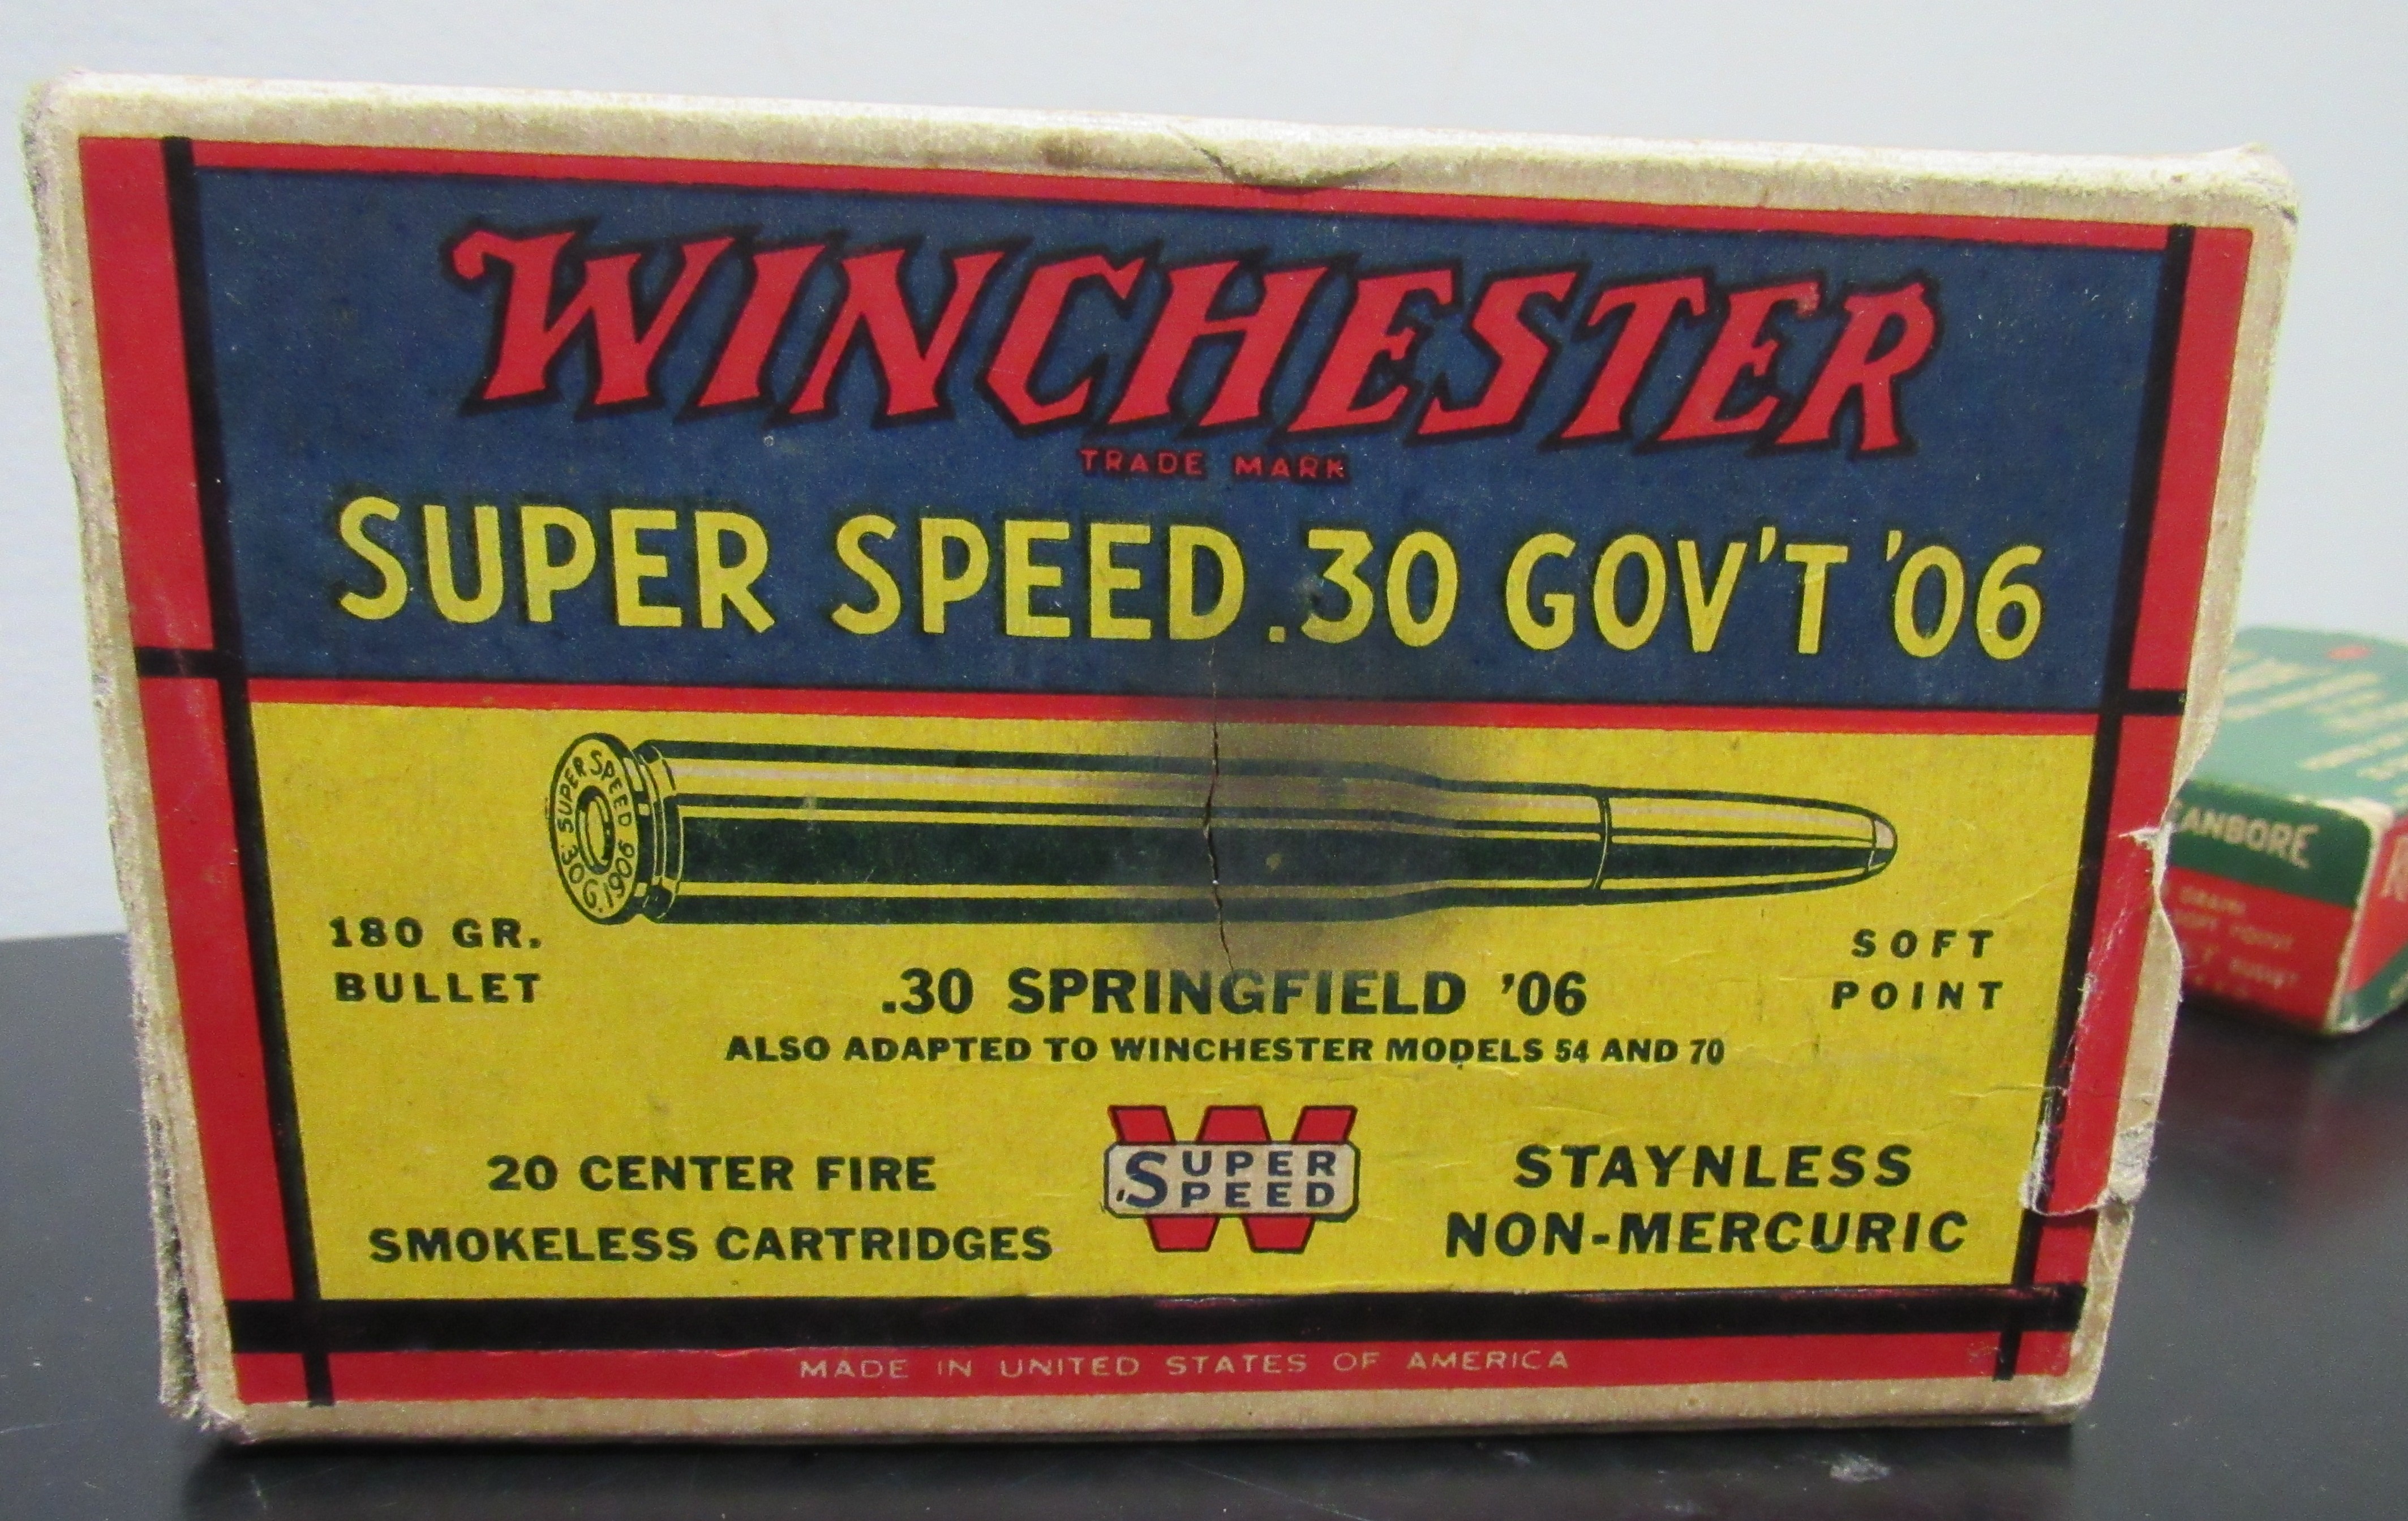 WINCHESTER
TRADE MARK
SUPER SPEED .30 GOV'T '06
SUPER SPEED
.30 G. 1906
180 GR.
BULLET
SOFT
POINT
.30 SPRINGFIELD '06
ALSO ADAPTED TO WINCHESTER MODELS 54 AND 70
20 CENTER FIRE
SMOKELESS CARTRIDGES
SUPER
SPEED
STAYNLESS
NON-MERCURIC
MADE IN UNITED STATES OF AMERICA